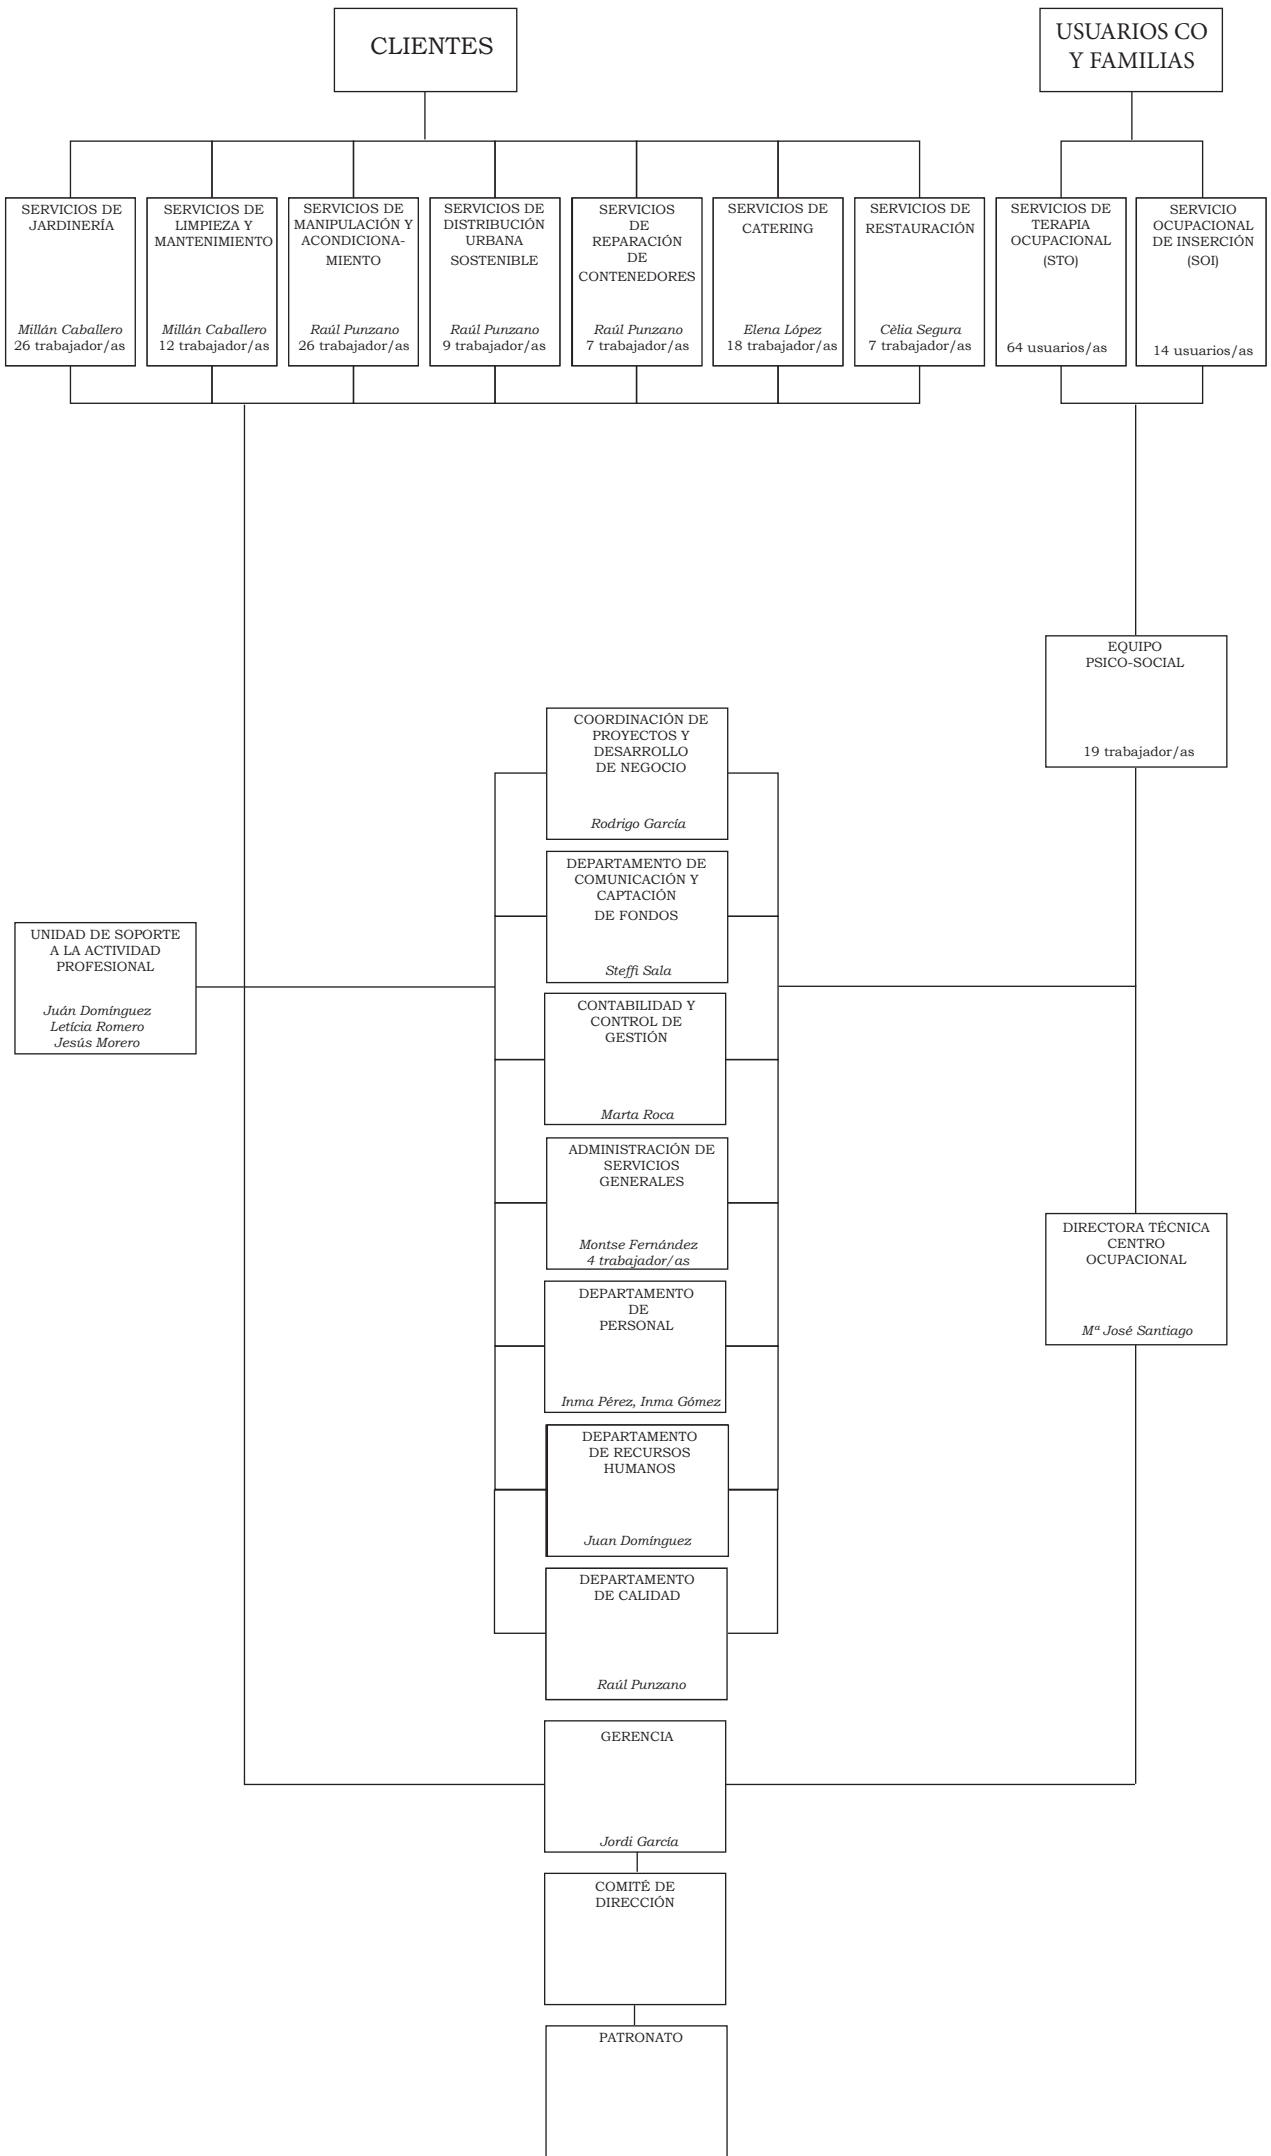 CLIENTES
USUARIOS CO
Y FAMILIAS
SERVICIOS DE
JARDINERÍA
Millán Caballero
26 trabajador/as
SERVICIOS DE
LIMPIEZA Y
MANTENIMIENTO
Millán Caballero
12 trabajador/as
SERVICIOS DE
MANIPULACIÓN Y
ACONDICIONA-
MIENTO
Raúl Punzano
26 trabajador/as
SERVICIOS DE
DISTRIBUCIÓN
URBANA
SOSTENIBLE
Raúl Punzano
9 trabajador/as
SERVICIOS
DE
REPARACIÓN
DE
CONTENEDORES
Raúl Punzano
7 trabajador/as
SERVICIOS DE
CATERING
Elena López
18 trabajador/as
SERVICIOS DE
RESTAURACIÓN
Cèlia Segura
7 trabajador/as
SERVICIOS DE
TERAPIA
OCUPACIONAL
(STO)
64 usuarios/as
SERVICIO
OCUPACIONAL
DE INSERCIÓN
(SOI)
14 usuarios/as
EQUIPO
PSICO-SOCIAL
19 trabajador/as
COORDINACIÓN DE
PROYECTOS Y
DESARROLLO
DE NEGOCIO
Rodrigo García
DEPARTAMENTO DE
COMUNICACIÓN Y
CAPTACIÓN
DE FONDOS
Steffi Sala
UNIDAD DE SOPORTE
A LA ACTIVIDAD
PROFESIONAL
Juán Domínguez
Letícia Romero
Jesús Morero
CONTABILIDAD Y
CONTROL DE
GESTIÓN
Marta Roca
ADMINISTRACIÓN DE
SERVICIOS
GENERALES
Montse Fernández
4 trabajador/as
DIRECTORA TÉCNICA
CENTRO
OCUPACIONAL
Mª José Santiago
DEPARTAMENTO
DE
PERSONAL
Inma Pérez, Inma Gómez
DEPARTAMENTO
DE RECURSOS
HUMANOS
Juan Domínguez
DEPARTAMENTO
DE CALIDAD
Raúl Punzano
GERENCIA
Jordi García
COMITÉ DE
DIRECCIÓN
PATRONATO